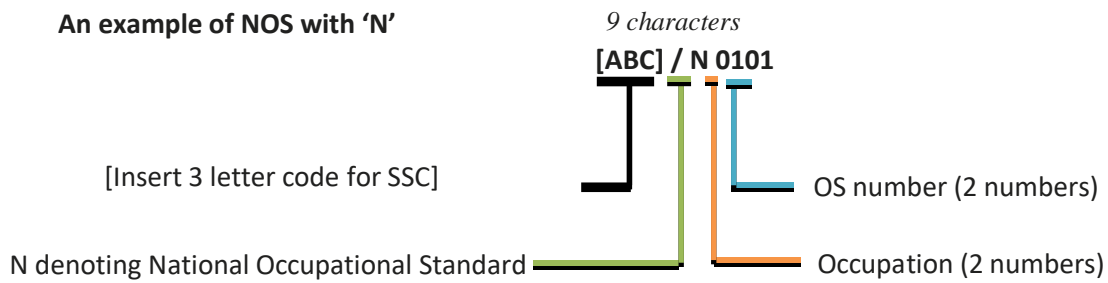 An example of NOS with ‘N’
9 characters
[ABC] / N 0101
[Insert 3 letter code for SSC]
OS number (2 numbers)
N denoting National Occupational Standard
Occupation (2 numbers)